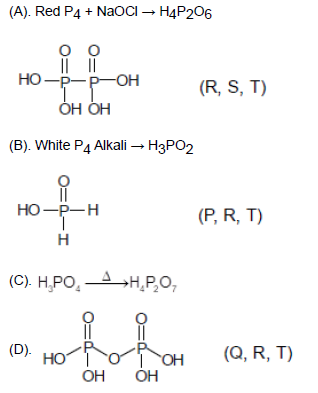 (A). Red P4 + NaOCl → H4P2O6
O O
HO P P OH
OH OH
(R, S, T)
(B). White P4 Alkali → H3PO2
O
HO P H
H
(P, R, T)
(C). H₃PO₄ —Δ→ H₄P₂O₇
(D).
O O
HO P O P OH
OH OH
(Q, R, T)